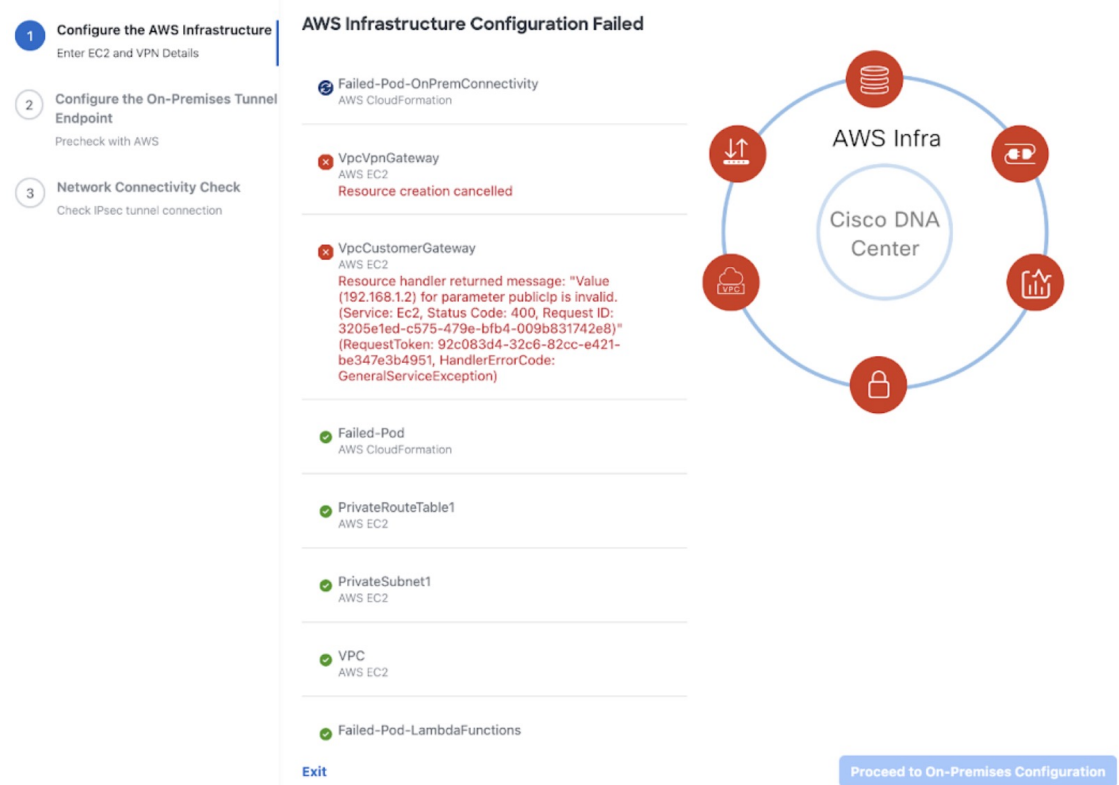 1
Configure the AWS Infrastructure
Enter EC2 and VPN Details
2
Configure the On-Premises Tunnel
Endpoint
Precheck with AWS
3
Network Connectivity Check
Check IPsec tunnel connection
AWS Infrastructure Configuration Failed
Failed-Pod-OnPremConnectivity
AWS CloudFormation
VpcVpnGateway
AWS EC2
Resource creation cancelled
VpcCustomerGateway
AWS EC2
Resource handler returned message: "Value
(192.168.1.2) for parameter publicIp is invalid.
(Service: Ec2, Status Code: 400, Request ID:
3205e1ed-c575-479e-bfb4-009b831742e8)"
(RequestToken: 92c083d4-32c6-82cc-e421-
be347e3b4951, HandlerErrorCode:
GeneralServiceException)
Failed-Pod
AWS CloudFormation
PrivateRouteTable1
AWS EC2
PrivateSubnet1
AWS EC2
VPC
AWS EC2
Failed-Pod-LambdaFunctions
Exit
AWS Infra
Cisco DNA
Center
VPC
Proceed to On-Premises Configuration